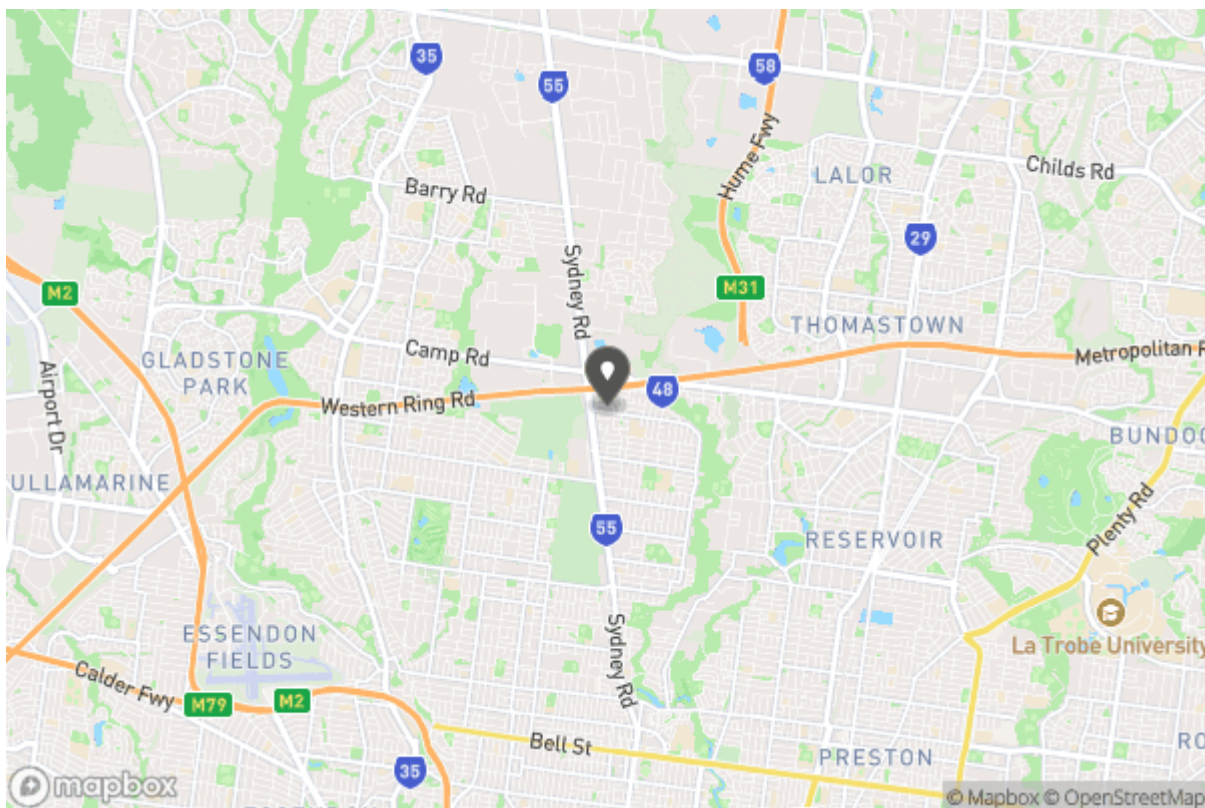 35
55
58
Hume Fwy
LALOR
Childs Rd
Barry Rd
29
Sydney Rd
M2
M31
THOMASTOWN
Metropolitan R
GLADSTONE
PARK
Camp Rd
Airport Dr
Western Ring Rd
48
BUNDOO
ULLAMARINE
Plenty Rd
55
RESERVOIR
ESSENDON
FIELDS
Sydney Rd
La Trobe University
Calder Fwy
M79
M2
Bell St
PRESTON
RO
35
mapbox
© Mapbox © OpenStreetMap